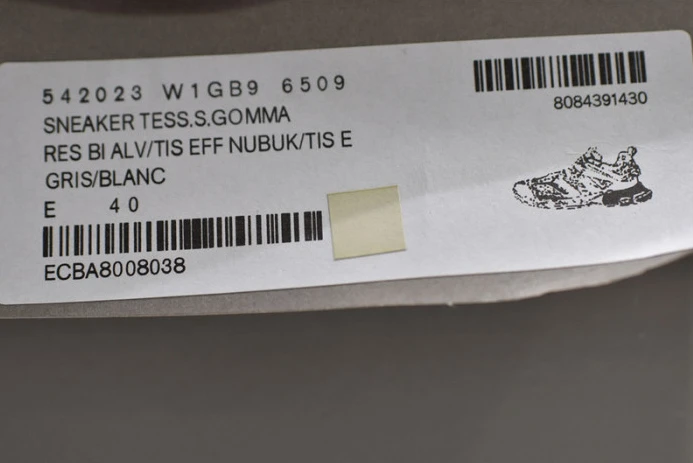 542023 W1GB9 6509
SNEAKER TESS.S.GOMMA
RES BI ALV/TIS EFF NUBUK/TIS E
GRIS/BLANC
E 40
ECBA8008038
8084391430